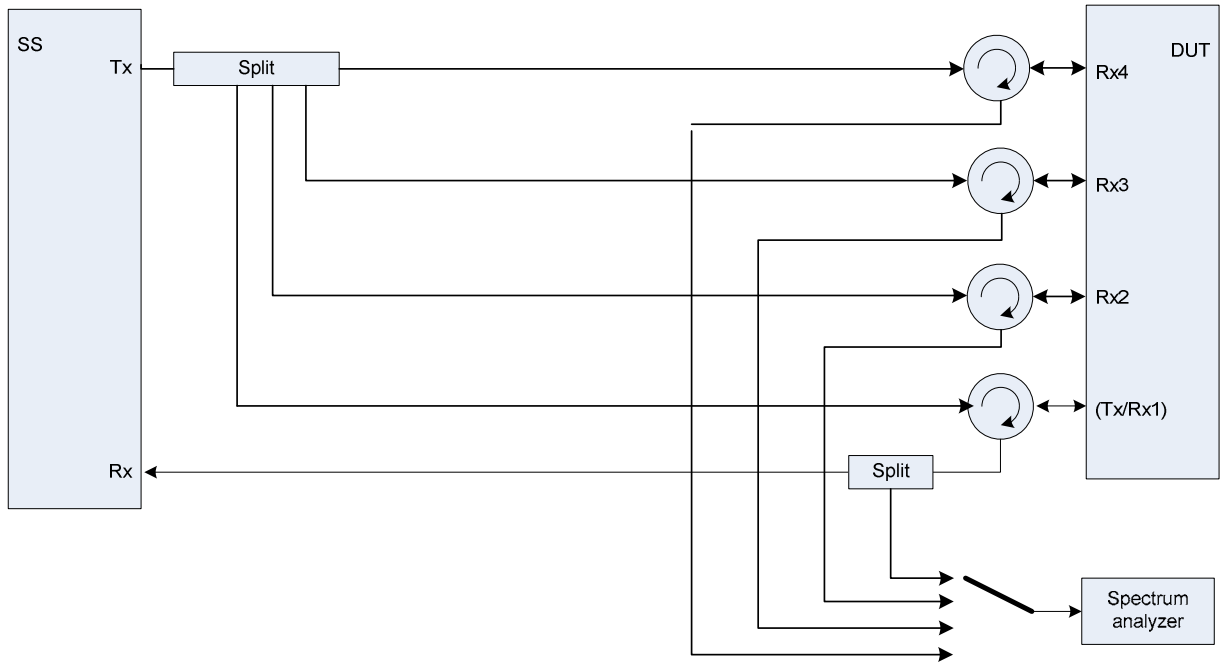 SS
DUT
Tx
Split
Rx4
Rx3
Rx2
(Tx/Rx1)
Rx
Split
Spectrum
analyzer